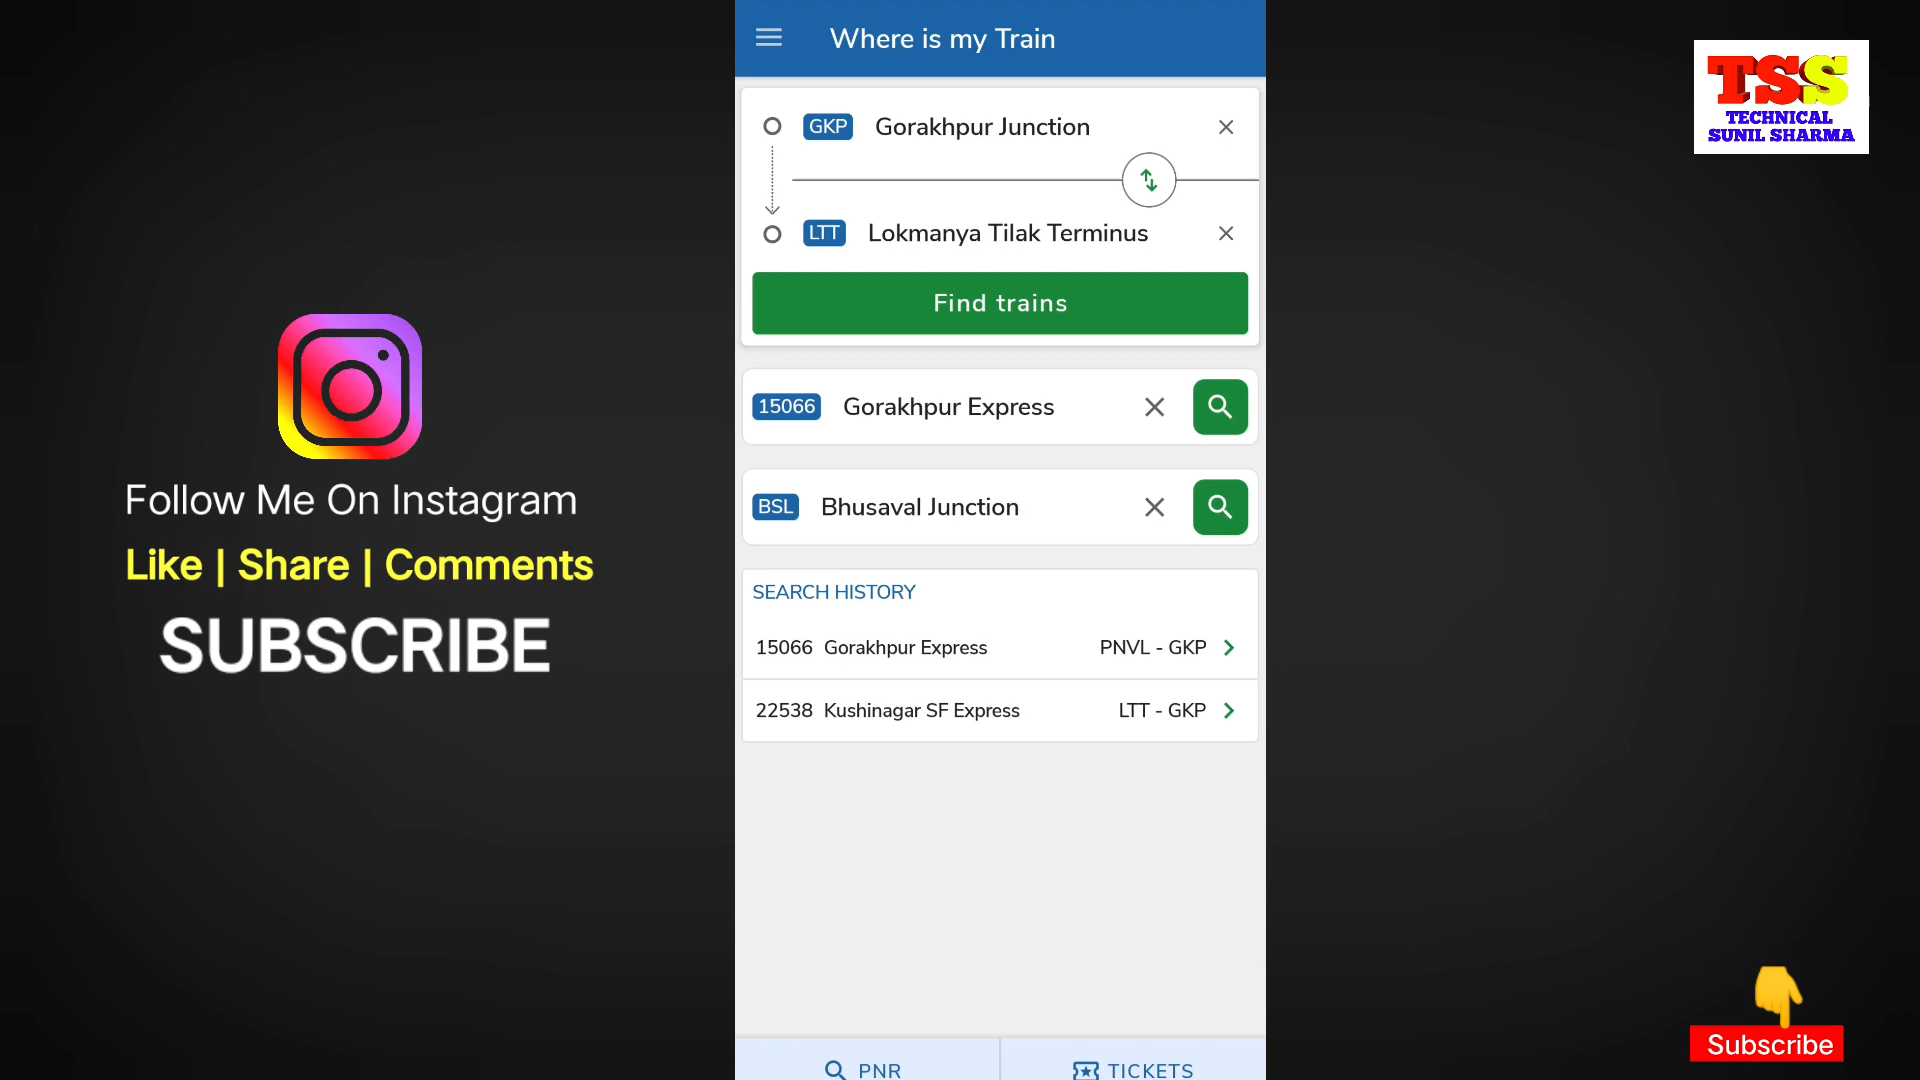 Where is my Train
GKP Gorakhpur Junction
LTT Lokmanya Tilak Terminus
Find trains
15066 Gorakhpur Express
BSL Bhusaval Junction
SEARCH HISTORY
15066 Gorakhpur Express PNVL - GKP
22538 Kushinagar SF Express LTT - GKP
PNR
TICKETS
Follow Me On Instagram
Like | Share | Comments
SUBSCRIBE
TSS
TECHNICAL
SUNIL SHARMA
Subscribe